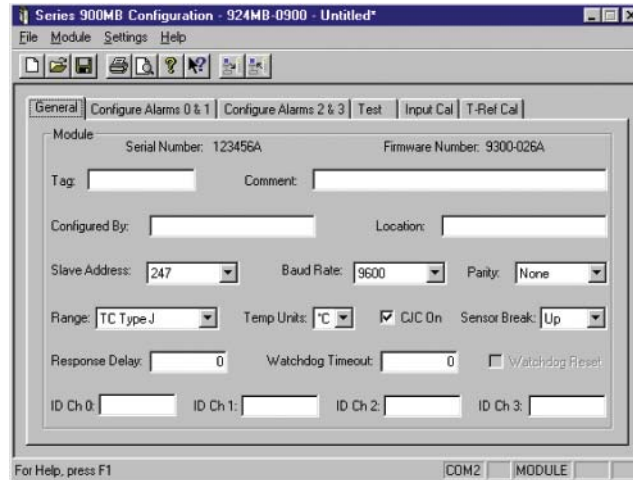 Series 900MB Configuration - 924MB-0900 - Untitled*
File Module Settings Help
General Configure Alarms 0 & 1 Configure Alarms 2 & 3 Test Input Cal T-Ref Cal
Module
Serial Number: 123456A Firmware Number: 9300-026A
Tag: Comment:
Configured By: Location:
Slave Address: 247 Baud Rate: 9600 Parity: None
Range: TC Type J Temp Units: °C CJC On Sensor Break: Up
Response Delay: 0 Watchdog Timeout: 0 Watchdog Reset
ID Ch 0: ID Ch 1: ID Ch 2: ID Ch 3:
For Help, press F1 COM2 MODULE